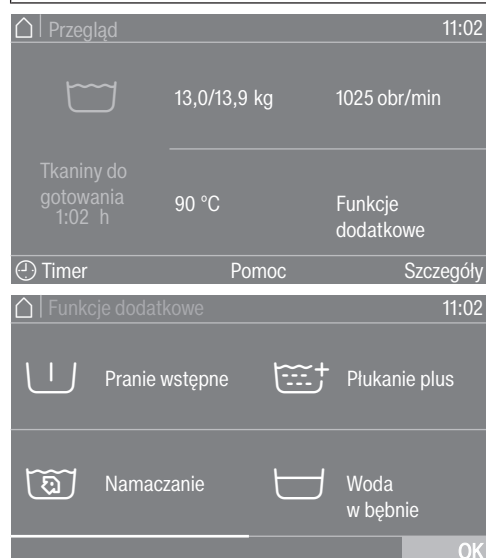 Przegląd 11:02
13,0/13,9 kg 1025 obr/min
Tkaniny do
gotowania
1:02 h
90 °C Funkcje
dodatkowe
Timer Pomoc Szczegóły
Funkcje dodatkowe 11:02
Pranie wstępne Płukanie plus
Namaczanie Woda
w bębnie
OK